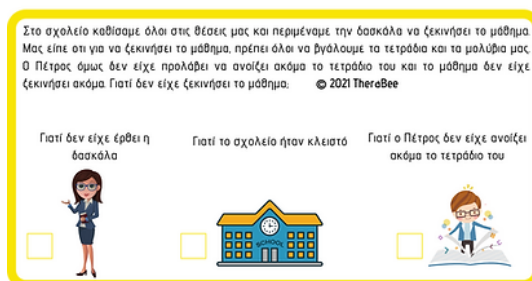 Στο σχολείο καθίσαμε όλοι στις θέσεις μας και περιμέναμε την δασκάλα να ξεκινήσει το μάθημα.
Μας είπε οτι για να ξεκινήσει το μάθημα, πρέπει όλοι να βγάλουμε τα τετράδια και τα μολύβια μας.
Ο Πέτρος όμως δεν είχε προλάβει να ανοίξει ακόμα το τετράδιο του και το μάθημα δεν είχε
ξεκινήσει ακόμα. Γιατί δεν είχε ξεκινήσει το μάθημα; © 2021 TheraBee
Γιατί δεν είχε έρθει η
δασκάλα
Γιατί το σχολείο ήταν κλειστό
Γιατί ο Πέτρος δεν είχε ανοίξει
ακόμα το τετράδιο του
SCHOOL